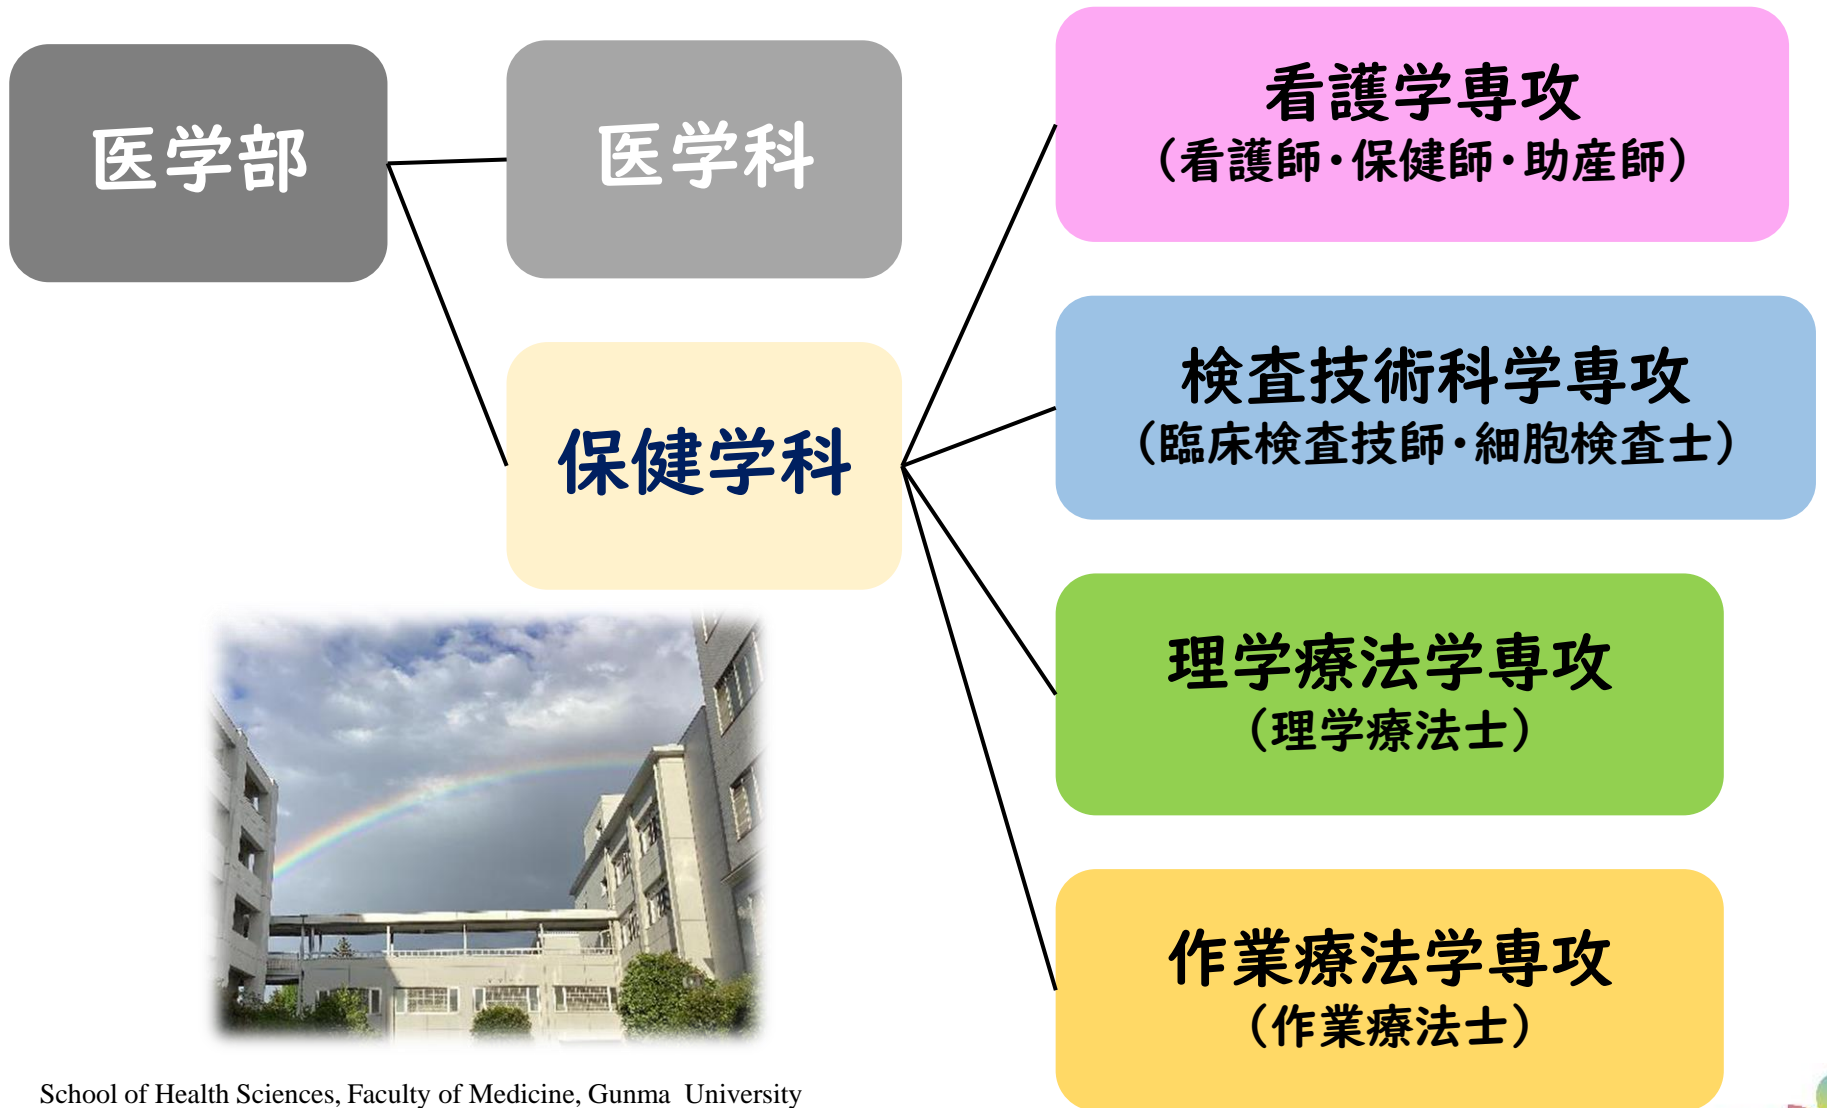 医学部
医学科
保健学科
看護学専攻
（看護師・保健師・助産師）
検査技術科学専攻
（臨床検査技師・細胞検査士）
理学療法学専攻
（理学療法士）
作業療法学専攻
（作業療法士）
School of Health Sciences, Faculty of Medicine, Gunma University